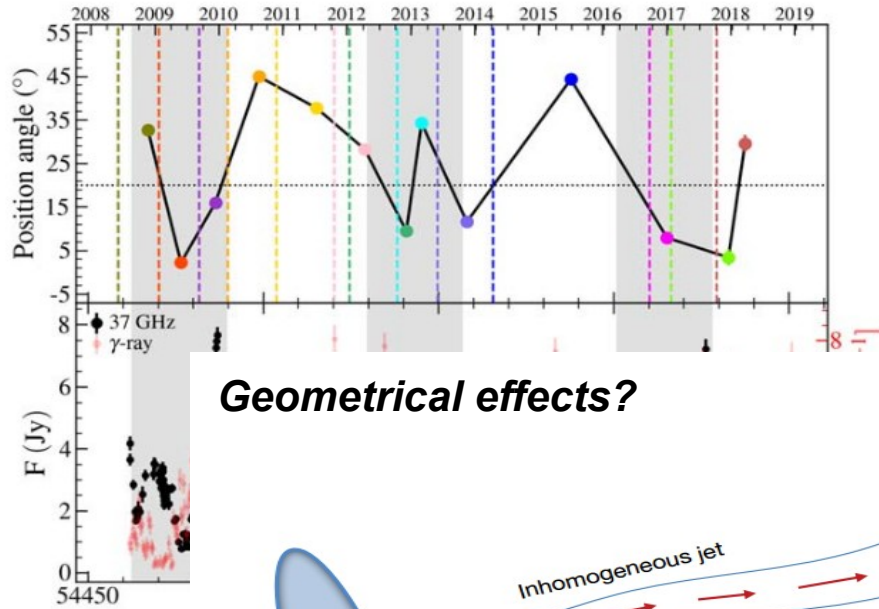 2008 2009 2010 2011 2012 2013 2014 2015 2016 2017 2018 2019
Position angle (°)
55
45
35
25
15
5
-5
37 GHz
γ-ray
F (Jy)
8
6
4
2
0
8
54450
Geometrical effects?
Inhomogeneous jet